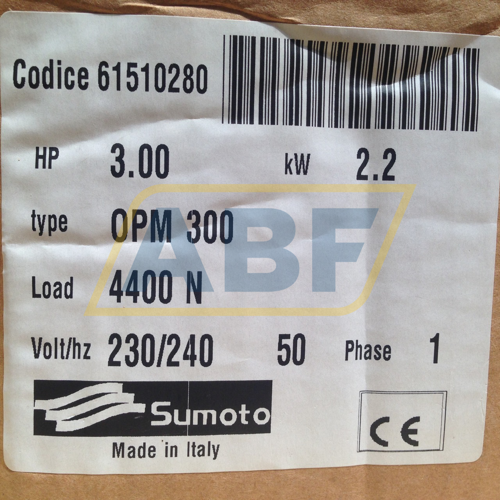 Codice 61510280
HP 3.00 kW 2.2
type OPM 300
ABF
Load 4400 N
Volt/hz 230/240 50 Phase 1
Sumoto
Made in Italy
CE